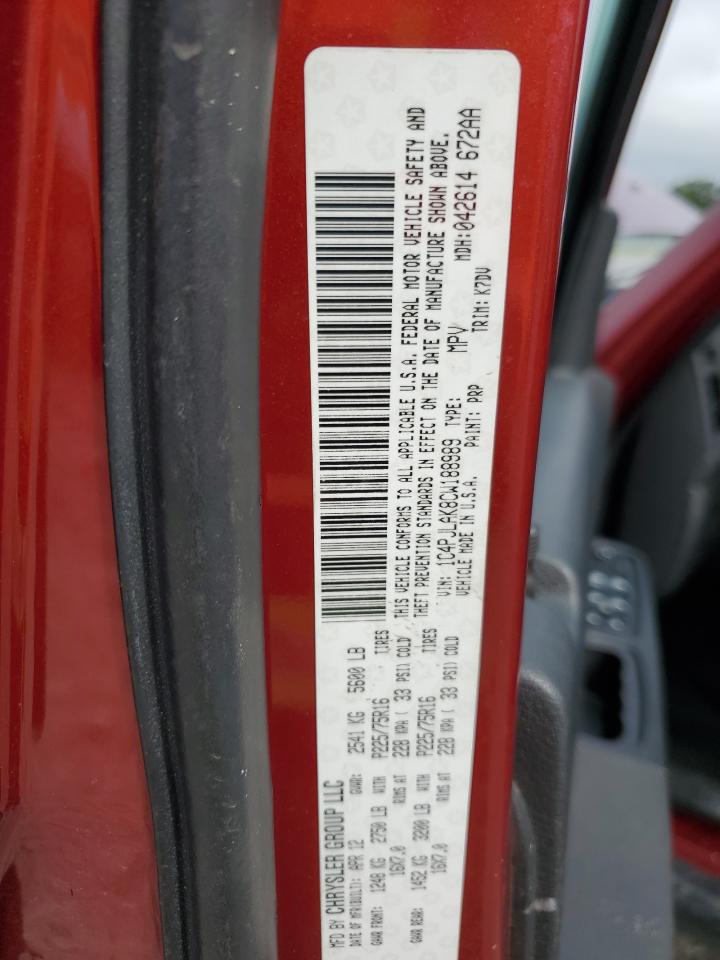 MFD BY CHRYSLER GROUP LLC
DATE OF MFR(BUILT): APR 12 GVWR: 2541 KG 5600 LB
GAWR FRONT: 1248 KG 2750 LB WITH P225/75R16 TIRES
16X7.0 RIMS AT 228 KPA ( 33 PSI) COLD
GAWR REAR: 1452 KG 3200 LB WITH P225/75R16 TIRES
16X7.0 RIMS AT 228 KPA ( 33 PSI) COLD
THIS VEHICLE CONFORMS TO ALL APPLICABLE U.S.A. FEDERAL MOTOR VEHICLE SAFETY AND
THEFT PREVENTION STANDARDS IN EFFECT ON THE DATE OF MANUFACTURE SHOWN ABOVE.
VIN: 1C4PJLAK8CW188989 TYPE: MPV MDH:042614 672AA
VEHICLE MADE IN U.S.A. PAINT: PRP TRIM: K7DV